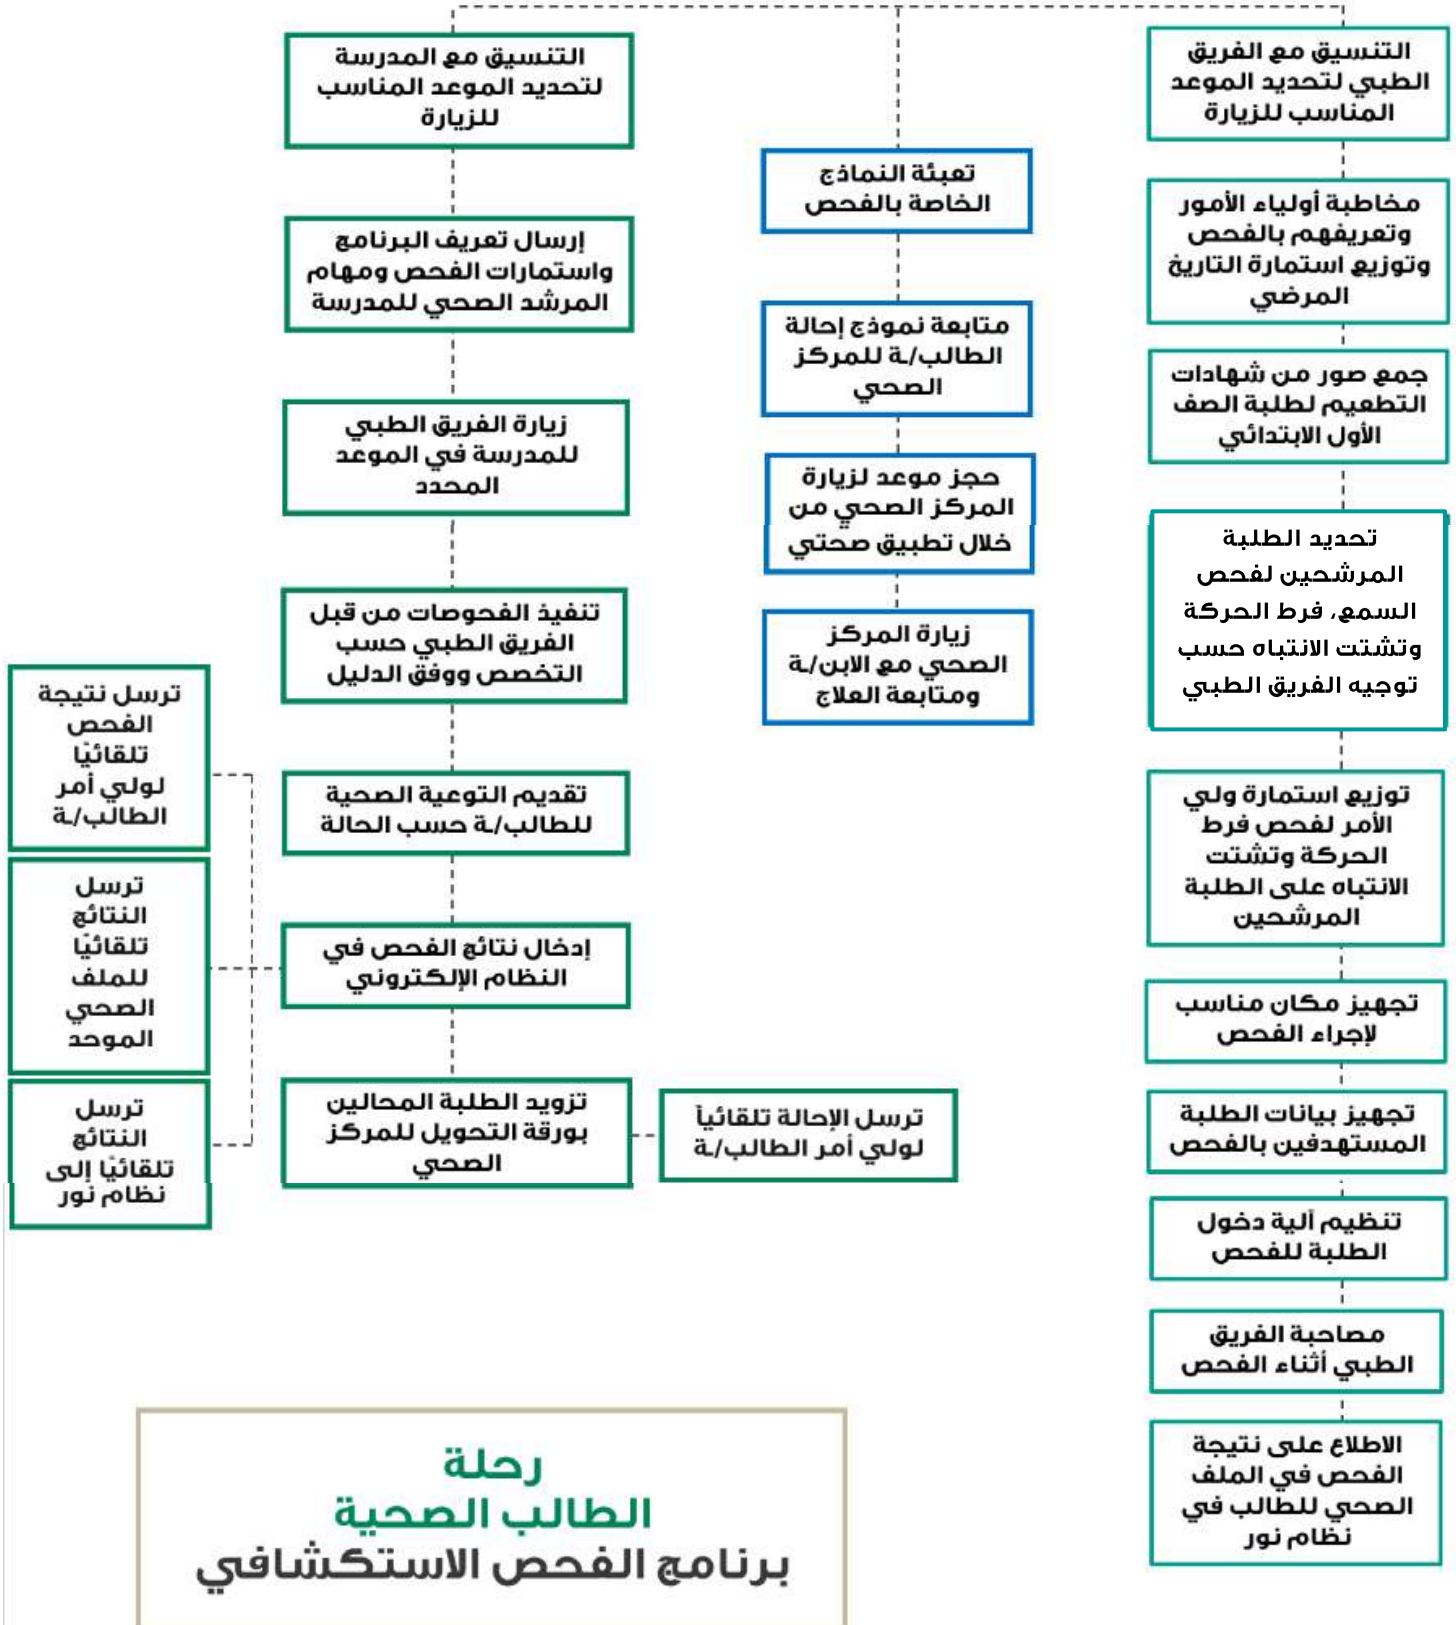 التنسيق مع الفريق
الطبي لتحديد الموعد
المناسب للزيارة
مخاطبة أولياء الأمور
وتعريفهم بالفحص
وتوزيع استمارة التاريخ
المرضي
جمع صور من شهادات
التطعيم لطلبة الصف
الأول الابتدائي
تحديد الطلبة
المرشحين لفحص
السمع، فرط الحركة
وتشتت الانتباه حسب
توجيه الفريق الطبي
توزيع استمارة ولي
الأمر لفحص فرط
الحركة وتشتت
الانتباه على الطلبة
المرشحين
تجهيز مكان مناسب
لإجراء الفحص
تجهيز بيانات الطلبة
المستهدفين بالفحص
تنظيم آلية دخول
الطلبة للفحص
مصاحبة الفريق
الطبي أثناء الفحص
الاطلاع على نتيجة
الفحص في الملف
الصحي للطالب في
نظام نور
تعبئة النماذج
الخاصة بالفحص
متابعة نموذج إحالة
الطالب/ـة للمركز
الصحي
حجز موعد لزيارة
المركز الصحي من
خلال تطبيق صحتي
زيارة المركز
الصحي مع الابن/ـة
ومتابعة العلاج
التنسيق مع المدرسة
لتحديد الموعد المناسب
للزيارة
إرسال تعريف البرنامج
واستمارات الفحص ومهام
المرشد الصحي للمدرسة
زيارة الفريق الطبي
للمدرسة في الموعد
المحدد
تنفيذ الفحوصات من قبل
الفريق الطبي حسب
التخصص ووفق الدليل
تقديم التوعية الصحية
للطالب/ـة حسب الحالة
إدخال نتائج الفحص في
النظام الإلكتروني
تزويد الطلبة المحالين
بورقة التحويل للمركز
الصحي
ترسل الإحالة تلقائياً
لولي أمر الطالب/ـة
ترسل نتيجة
الفحص
تلقائيًا
لولي أمر
الطالب/ـة
ترسل
النتائج
تلقائيًا
للملف
الصحي
الموحد
ترسل
النتائج
تلقائيًا إلى
نظام نور
رحلة
الطالب الصحية
برنامج الفحص الاستكشافي